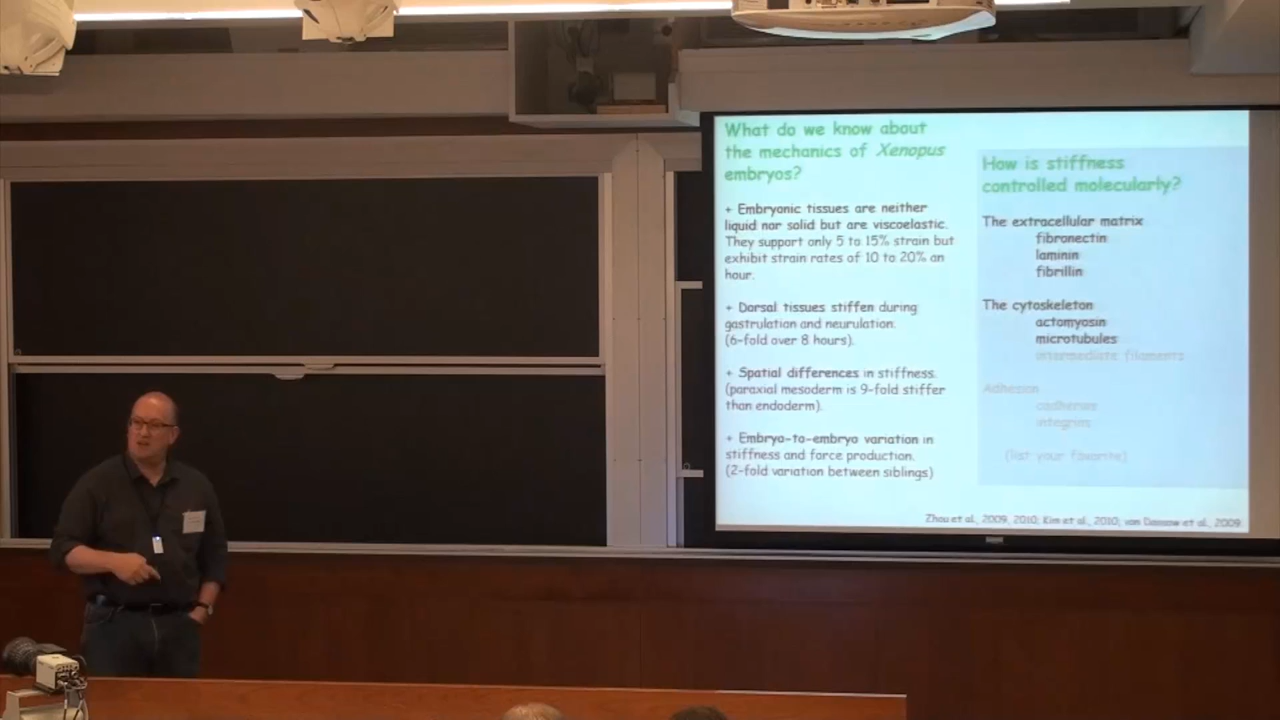 What do we know about
the mechanics of Xenopus
embryos?
+ Embryonic tissues are neither
liquid nor solid but are viscoelastic.
They support only 5 to 15% strain but
exhibit strain rates of 10 to 20% an
hour.
+ Dorsal tissues stiffen during
gastrulation and neurulation.
(6-fold over 8 hours).
+ Spatial differences in stiffness.
(paraxial mesoderm is 9-fold stiffer
than endoderm).
+ Embryo-to-embryo variation in
stiffness and force production.
(2-fold variation between siblings)
How is stiffness
controlled molecularly?
The extracellular matrix
fibronectin
laminin
fibrillin
The cytoskeleton
actomyosin
microtubules
intermediate filaments
Adhesion
cadherins
integrins
(list your favorite)
Zhou et al., 2009, 2010; Kim et al., 2010; von Dassow et al., 2009